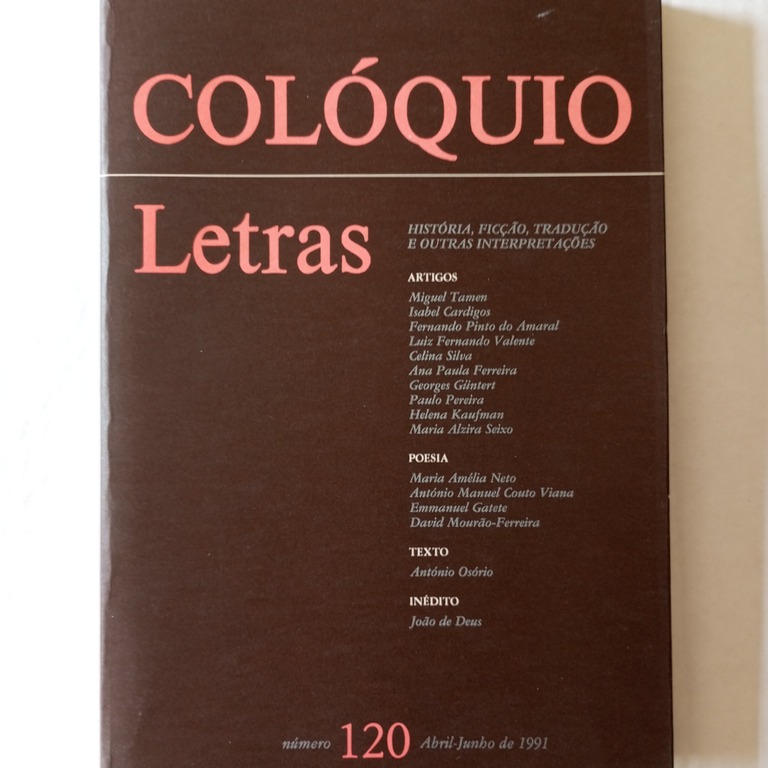 COLÓQUIO
Letras
HISTÓRIA, FICÇÃO, TRADUÇÃO
E OUTRAS INTERPRETAÇÕES
ARTIGOS
Miguel Tamen
Isabel Cardigos
Fernando Pinto do Amaral
Luiz Fernando Valente
Celina Silva
Ana Paula Ferreira
Georges Güntert
Paulo Pereira
Helena Kaufman
Maria Alzira Seixo
POESIA
Maria Amélia Neto
António Manuel Couto Viana
Emmanuel Gatete
David Mourão-Ferreira
TEXTO
António Osório
INÉDITO
João de Deus
número 120 Abril-Junho de 1991